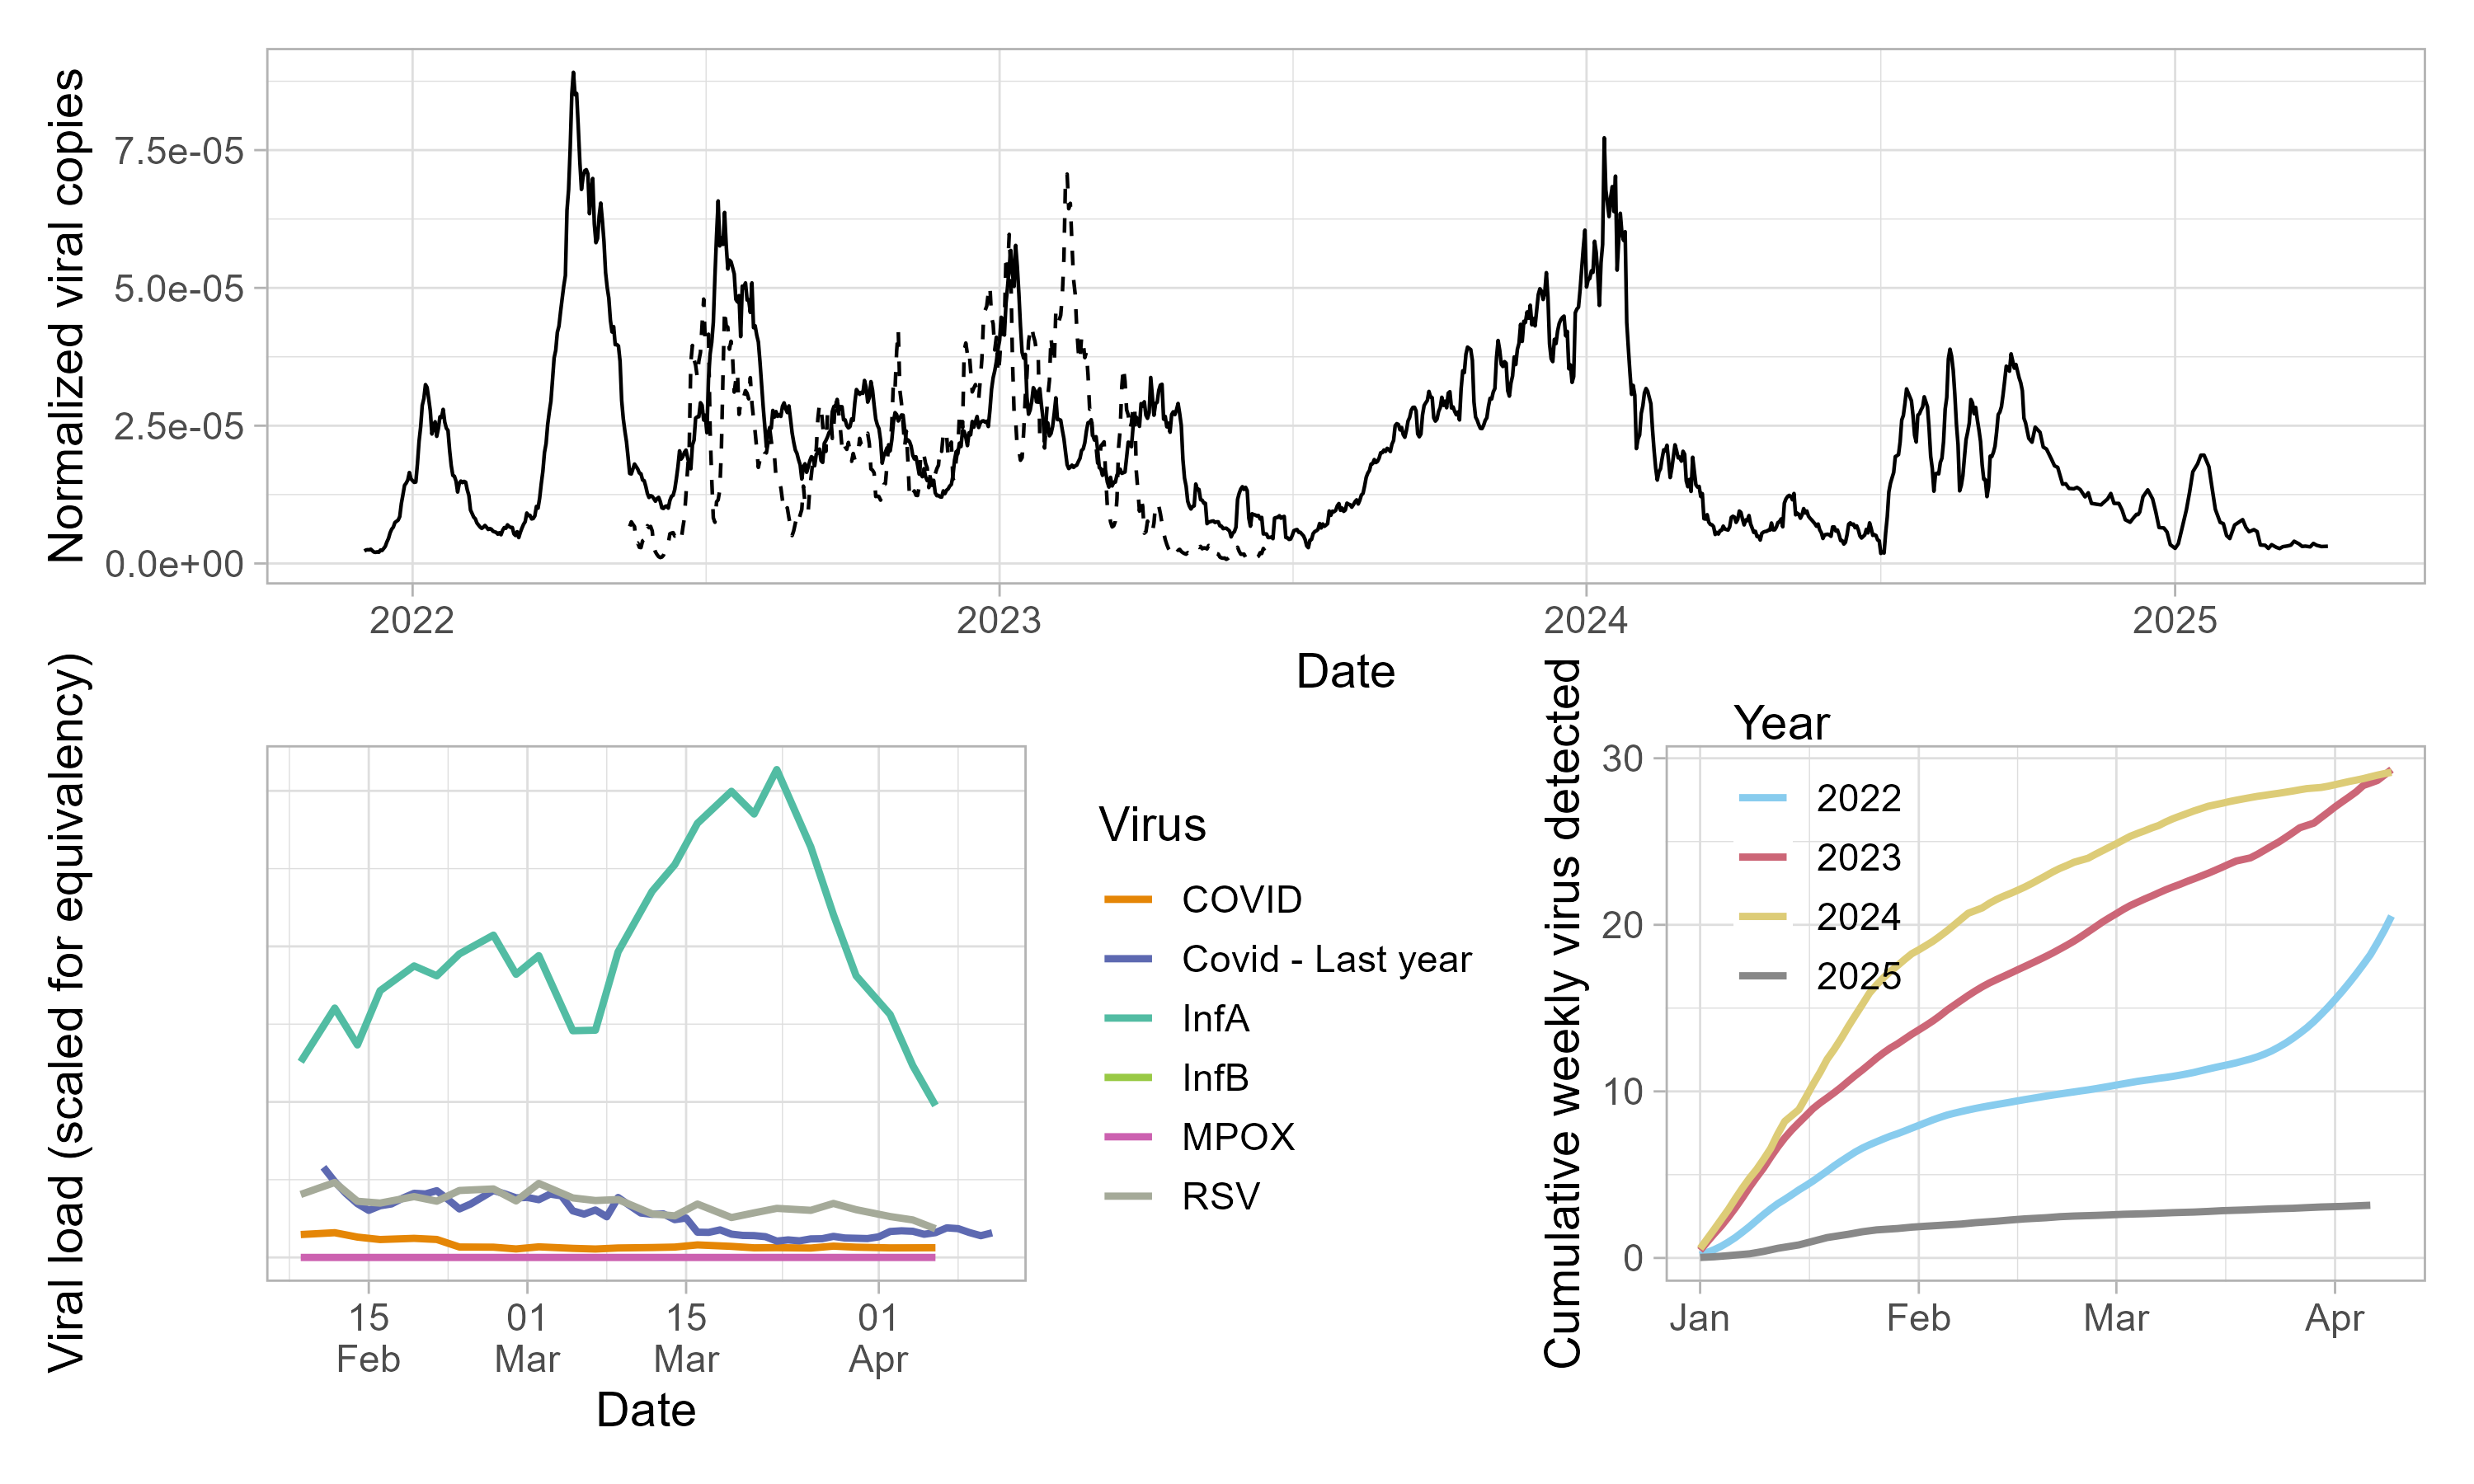 Normalized viral copies
7.5e-05
5.0e-05
2.5e-05
0.0e+00
2022
2023
2024
2025
Date
Viral load (scaled for equivalency)
15
Feb
01
Mar
15
Mar
01
Apr
Date
Virus
COVID
Covid - Last year
InfA
InfB
MPOX
RSV
Cumulative weekly virus detected
30
20
10
0
Year
2022
2023
2024
2025
Jan
Feb
Mar
Apr